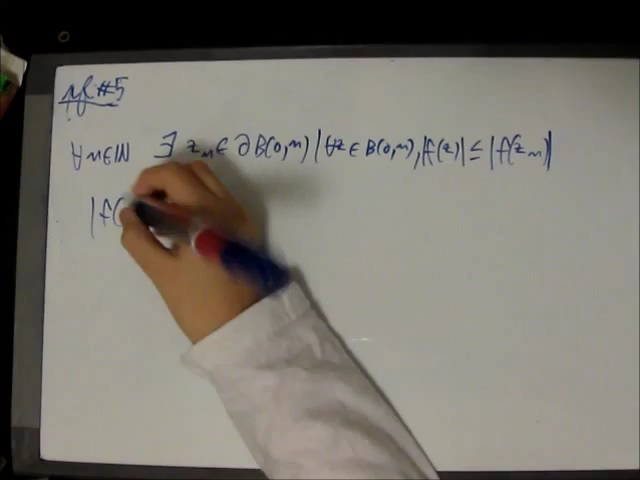 pf #5
∀n∈ℕ ∃ zₙ ∈ ∂B(0,n) | ∀z ∈ B(0,n), |f(z)| ≤ |f(zₙ)|
|f(